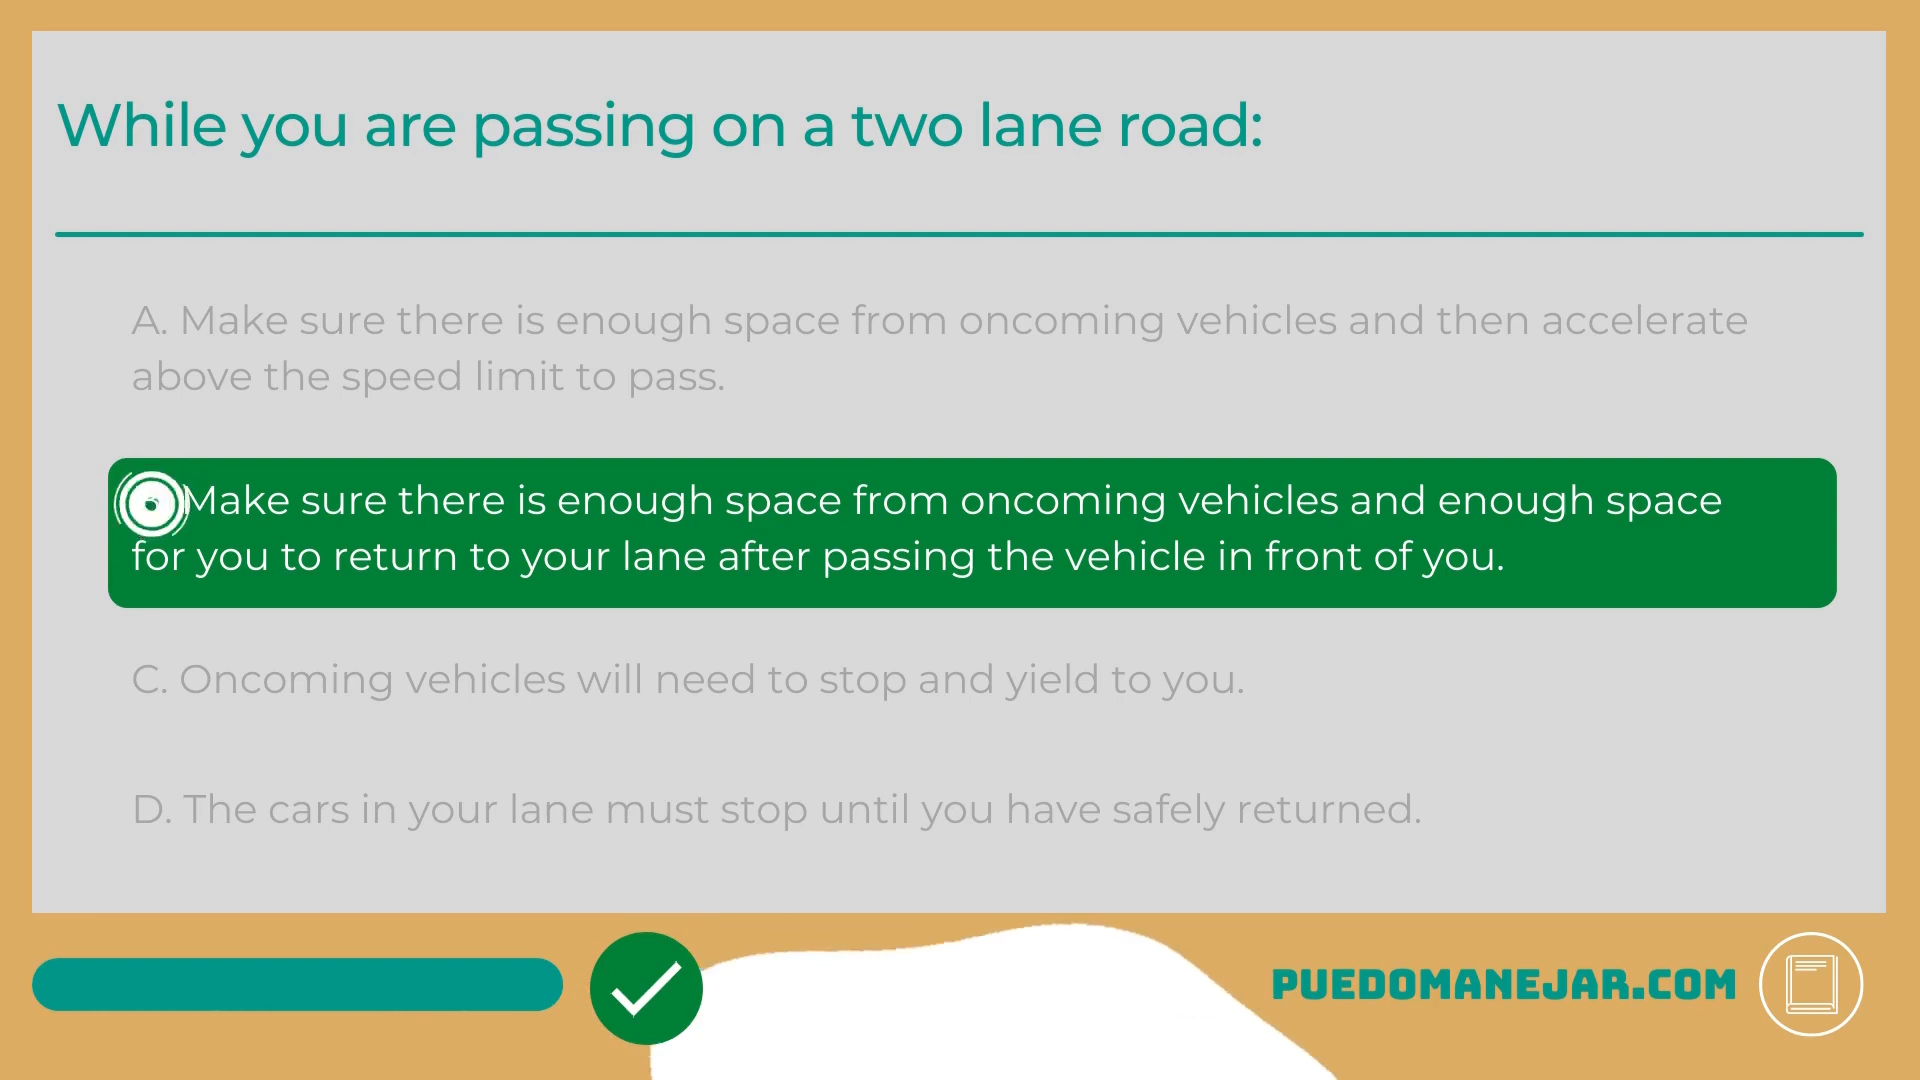 While you are passing on a two lane road:
A. Make sure there is enough space from oncoming vehicles and then accelerate
above the speed limit to pass.
Make sure there is enough space from oncoming vehicles and enough space
for you to return to your lane after passing the vehicle in front of you.
C. Oncoming vehicles will need to stop and yield to you.
D. The cars in your lane must stop until you have safely returned.
PUEDOMANEJAR.COM